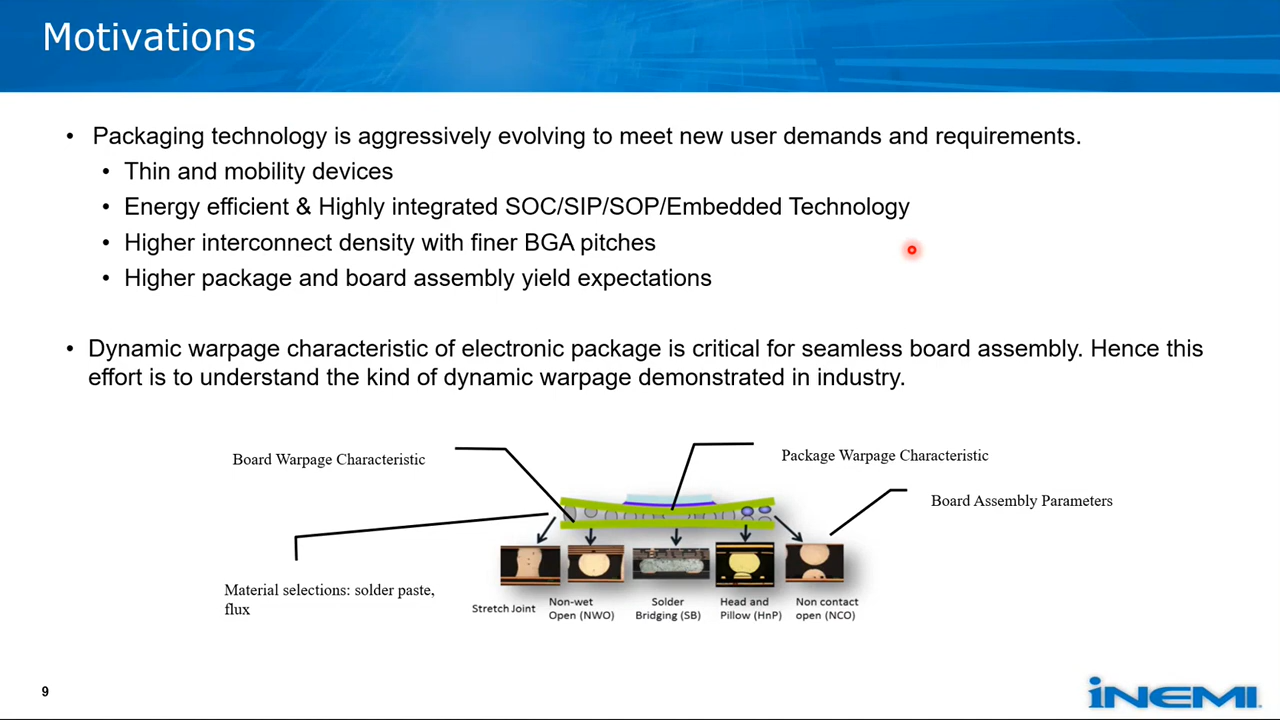 Motivations
• Packaging technology is aggressively evolving to meet new user demands and requirements.
• Thin and mobility devices
• Energy efficient & Highly integrated SOC/SIP/SOP/Embedded Technology
• Higher interconnect density with finer BGA pitches
• Higher package and board assembly yield expectations
• Dynamic warpage characteristic of electronic package is critical for seamless board assembly. Hence this
effort is to understand the kind of dynamic warpage demonstrated in industry.
Board Warpage Characteristic
Package Warpage Characteristic
Board Assembly Parameters
Material selections: solder paste,
flux
Stretch Joint
Non-wet
Open (NWO)
Solder
Bridging (SB)
Head and
Pillow (HnP)
Non contact
open (NCO)
9
iNEMI